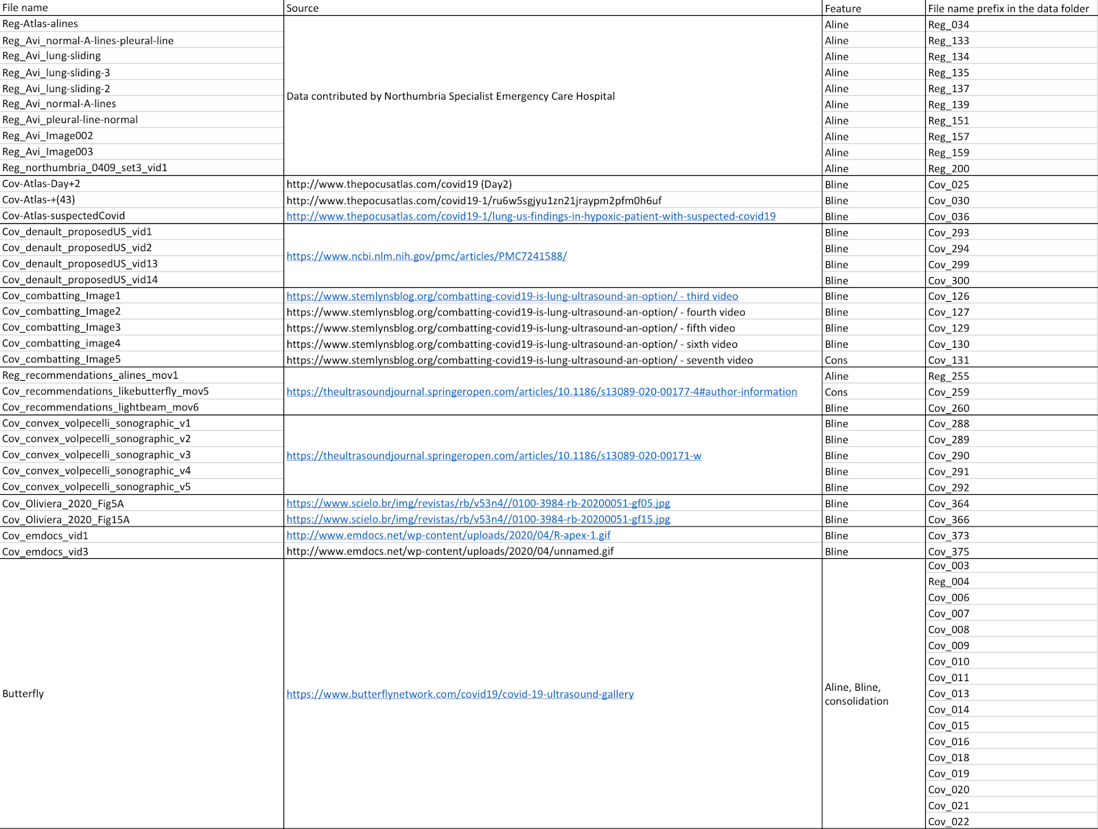 File name Source Feature File name prefix in the data folder
Reg-Atlas-alines Aline Reg_034
Reg_Avi_normal-A-lines-pleural-line Aline Reg_133
Reg_Avi_lung-sliding Aline Reg_134
Reg_Avi_lung-sliding-3 Aline Reg_135
Reg_Avi_lung-sliding-2 Aline Reg_137
Data contributed by Northumbria Specialist Emergency Care Hospital
Reg_Avi_normal-A-lines Aline Reg_139
Reg_Avi_pleural-line-normal Aline Reg_151
Reg_Avi_Image002 Aline Reg_157
Reg_Avi_Image003 Aline Reg_159
Reg_northumbria_0409_set3_vid1 Aline Reg_200
Cov-Atlas-Day+2 http://www.thepocusatlas.com/covid19 (Day2) Bline Cov_025
Cov-Atlas-+(43) http://www.thepocusatlas.com/covid19-1/ru6w5sgjyu1zn21jraypm2pfm0h6uf Bline Cov_030
Cov-Atlas-suspectedCovid http://www.thepocusatlas.com/covid19-1/lung-us-findings-in-hypoxic-patient-with-suspected-covid19 Bline Cov_036
Cov_denault_proposedUS_vid1 Bline Cov_293
Cov_denault_proposedUS_vid2 Bline Cov_294
https://www.ncbi.nlm.nih.gov/pmc/articles/PMC7241588/
Cov_denault_proposedUS_vid13 Bline Cov_299
Cov_denault_proposedUS_vid14 Bline Cov_300
Cov_combatting_Image1 https://www.stemlynsblog.org/combatting-covid19-is-lung-ultrasound-an-option/ - third video Bline Cov_126
Cov_combatting_Image2 https://www.stemlynsblog.org/combatting-covid19-is-lung-ultrasound-an-option/ - fourth video Bline Cov_127
Cov_combatting_Image3 https://www.stemlynsblog.org/combatting-covid19-is-lung-ultrasound-an-option/ - fifth video Bline Cov_129
Cov_combatting_image4 https://www.stemlynsblog.org/combatting-covid19-is-lung-ultrasound-an-option/ - sixth video Bline Cov_130
Cov_combatting_Image5 https://www.stemlynsblog.org/combatting-covid19-is-lung-ultrasound-an-option/ - seventh video Cons Cov_131
Reg_recommendations_alines_mov1 Aline Reg_255
Cov_recommendations_likebutterfly_mov5 https://theultrasoundjournal.springeropen.com/articles/10.1186/s13089-020-00177-4#author-information Cons Cov_259
Cov_recommendations_lightbeam_mov6 Bline Cov_260
Cov_convex_volpecelli_sonographic_v1 Bline Cov_288
Cov_convex_volpecelli_sonographic_v2 Bline Cov_289
Cov_convex_volpecelli_sonographic_v3 https://theultrasoundjournal.springeropen.com/articles/10.1186/s13089-020-00171-w Bline Cov_290
Cov_convex_volpecelli_sonographic_v4 Bline Cov_291
Cov_convex_volpecelli_sonographic_v5 Bline Cov_292
Cov_Oliviera_2020_Fig5A https://www.scielo.br/img/revistas/rb/v53n4//0100-3984-rb-20200051-gf05.jpg Bline Cov_364
Cov_Oliviera_2020_Fig15A https://www.scielo.br/img/revistas/rb/v53n4//0100-3984-rb-20200051-gf15.jpg Bline Cov_366
Cov_emdocs_vid1 http://www.emdocs.net/wp-content/uploads/2020/04/R-apex-1.gif Bline Cov_373
Cov_emdocs_vid3 http://www.emdocs.net/wp-content/uploads/2020/04/unnamed.gif Bline Cov_375
Cov_003
Reg_004
Cov_006
Cov_007
Cov_008
Cov_009
Cov_010
Cov_011
Butterfly https://www.butterflynetwork.com/covid19/covid-19-ultrasound-gallery Aline, Bline, consolidation Cov_013
Cov_014
Cov_015
Cov_016
Cov_018
Cov_019
Cov_020
Cov_021
Cov_022